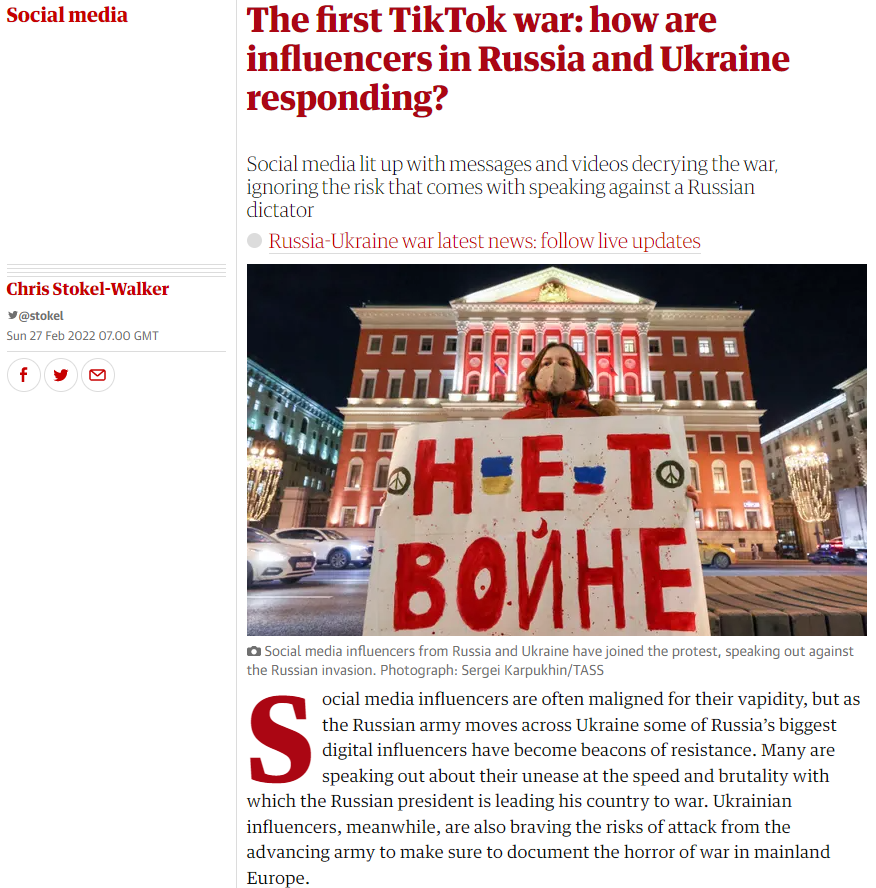 Social media
The first TikTok war: how are
influencers in Russia and Ukraine
responding?
Social media lit up with messages and videos decrying the war,
ignoring the risk that comes with speaking against a Russian
dictator
Russia-Ukraine war latest news: follow live updates
Chris Stokel-Walker
@stokel
Sun 27 Feb 2022 07.00 GMT
НЕТ
ВОЙНЕ
Social media influencers from Russia and Ukraine have joined the protest, speaking out against
the Russian invasion. Photograph: Sergei Karpukhin/TASS
Social media influencers are often maligned for their vapidity, but as
the Russian army moves across Ukraine some of Russia’s biggest
digital influencers have become beacons of resistance. Many are
speaking out about their unease at the speed and brutality with
which the Russian president is leading his country to war. Ukrainian
influencers, meanwhile, are also braving the risks of attack from the
advancing army to make sure to document the horror of war in mainland
Europe.